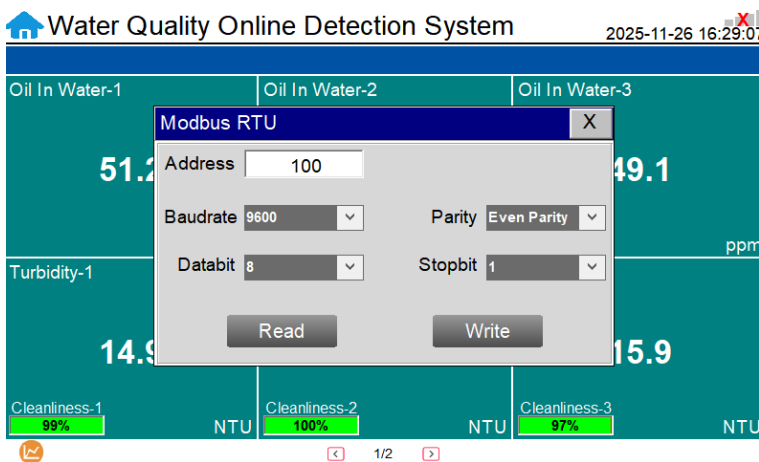 Water Quality Online Detection System
X
2025-11-26 16:29:07
Oil In Water-1
Oil In Water-2
Oil In Water-3
Modbus RTU
X
Address
100
51.2
49.1
Baudrate 9600
Parity Even Parity
ppm
Databit 8
Stopbit 1
Turbidity-1
Read
Write
14.9
15.9
Cleanliness-1
Cleanliness-2
Cleanliness-3
99%
NTU
100%
NTU
97%
NTU
1/2